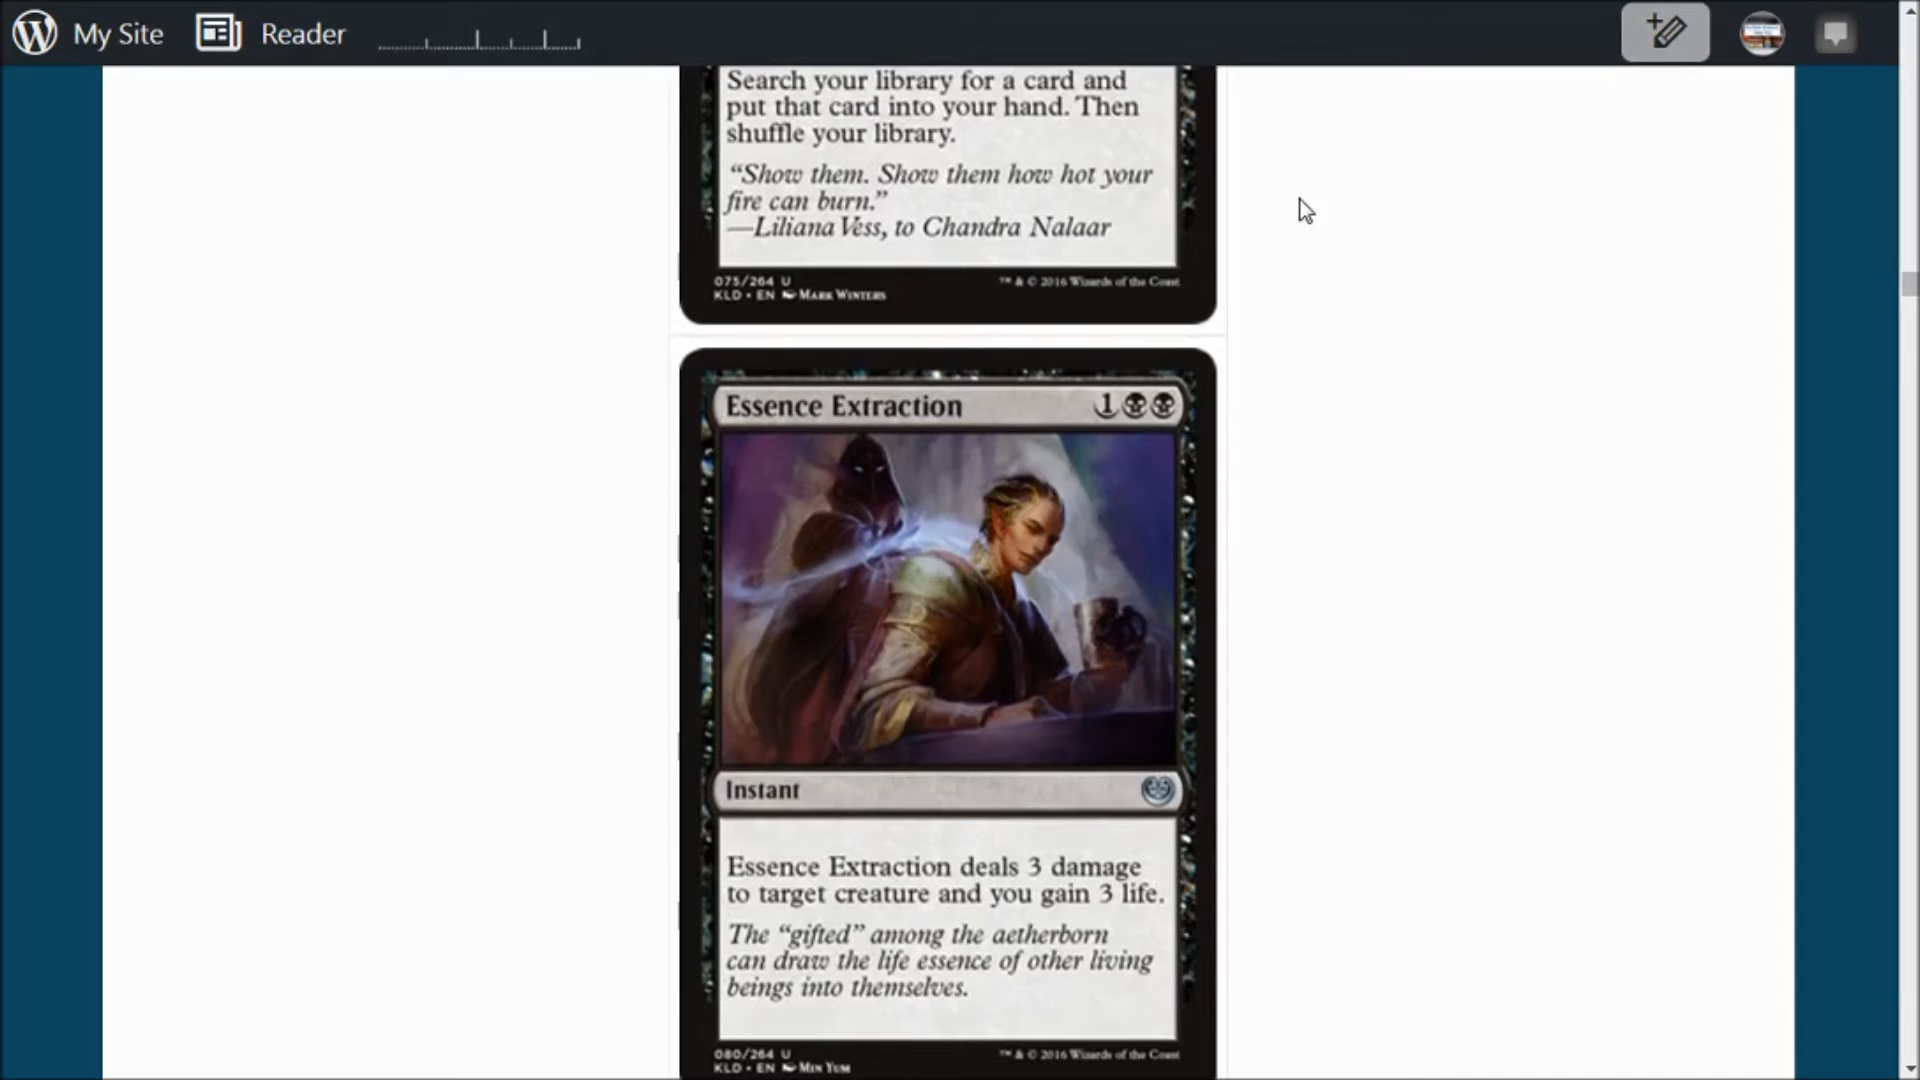 My Site
Reader
Search your library for a card and
put that card into your hand. Then
shuffle your library.
“Show them. Show them how hot your
fire can burn.”
—Liliana Vess, to Chandra Nalaar
075/264 U
™ & © 2016 Wizards of the Coast
KLD • EN Mark Winters
Essence Extraction 1
Instant
Essence Extraction deals 3 damage
to target creature and you gain 3 life.
The “gifted” among the aetherborn
can draw the life essence of other living
beings into themselves.
080/264 U
™ & © 2016 Wizards of the Coast
KLD • EN Min Yum